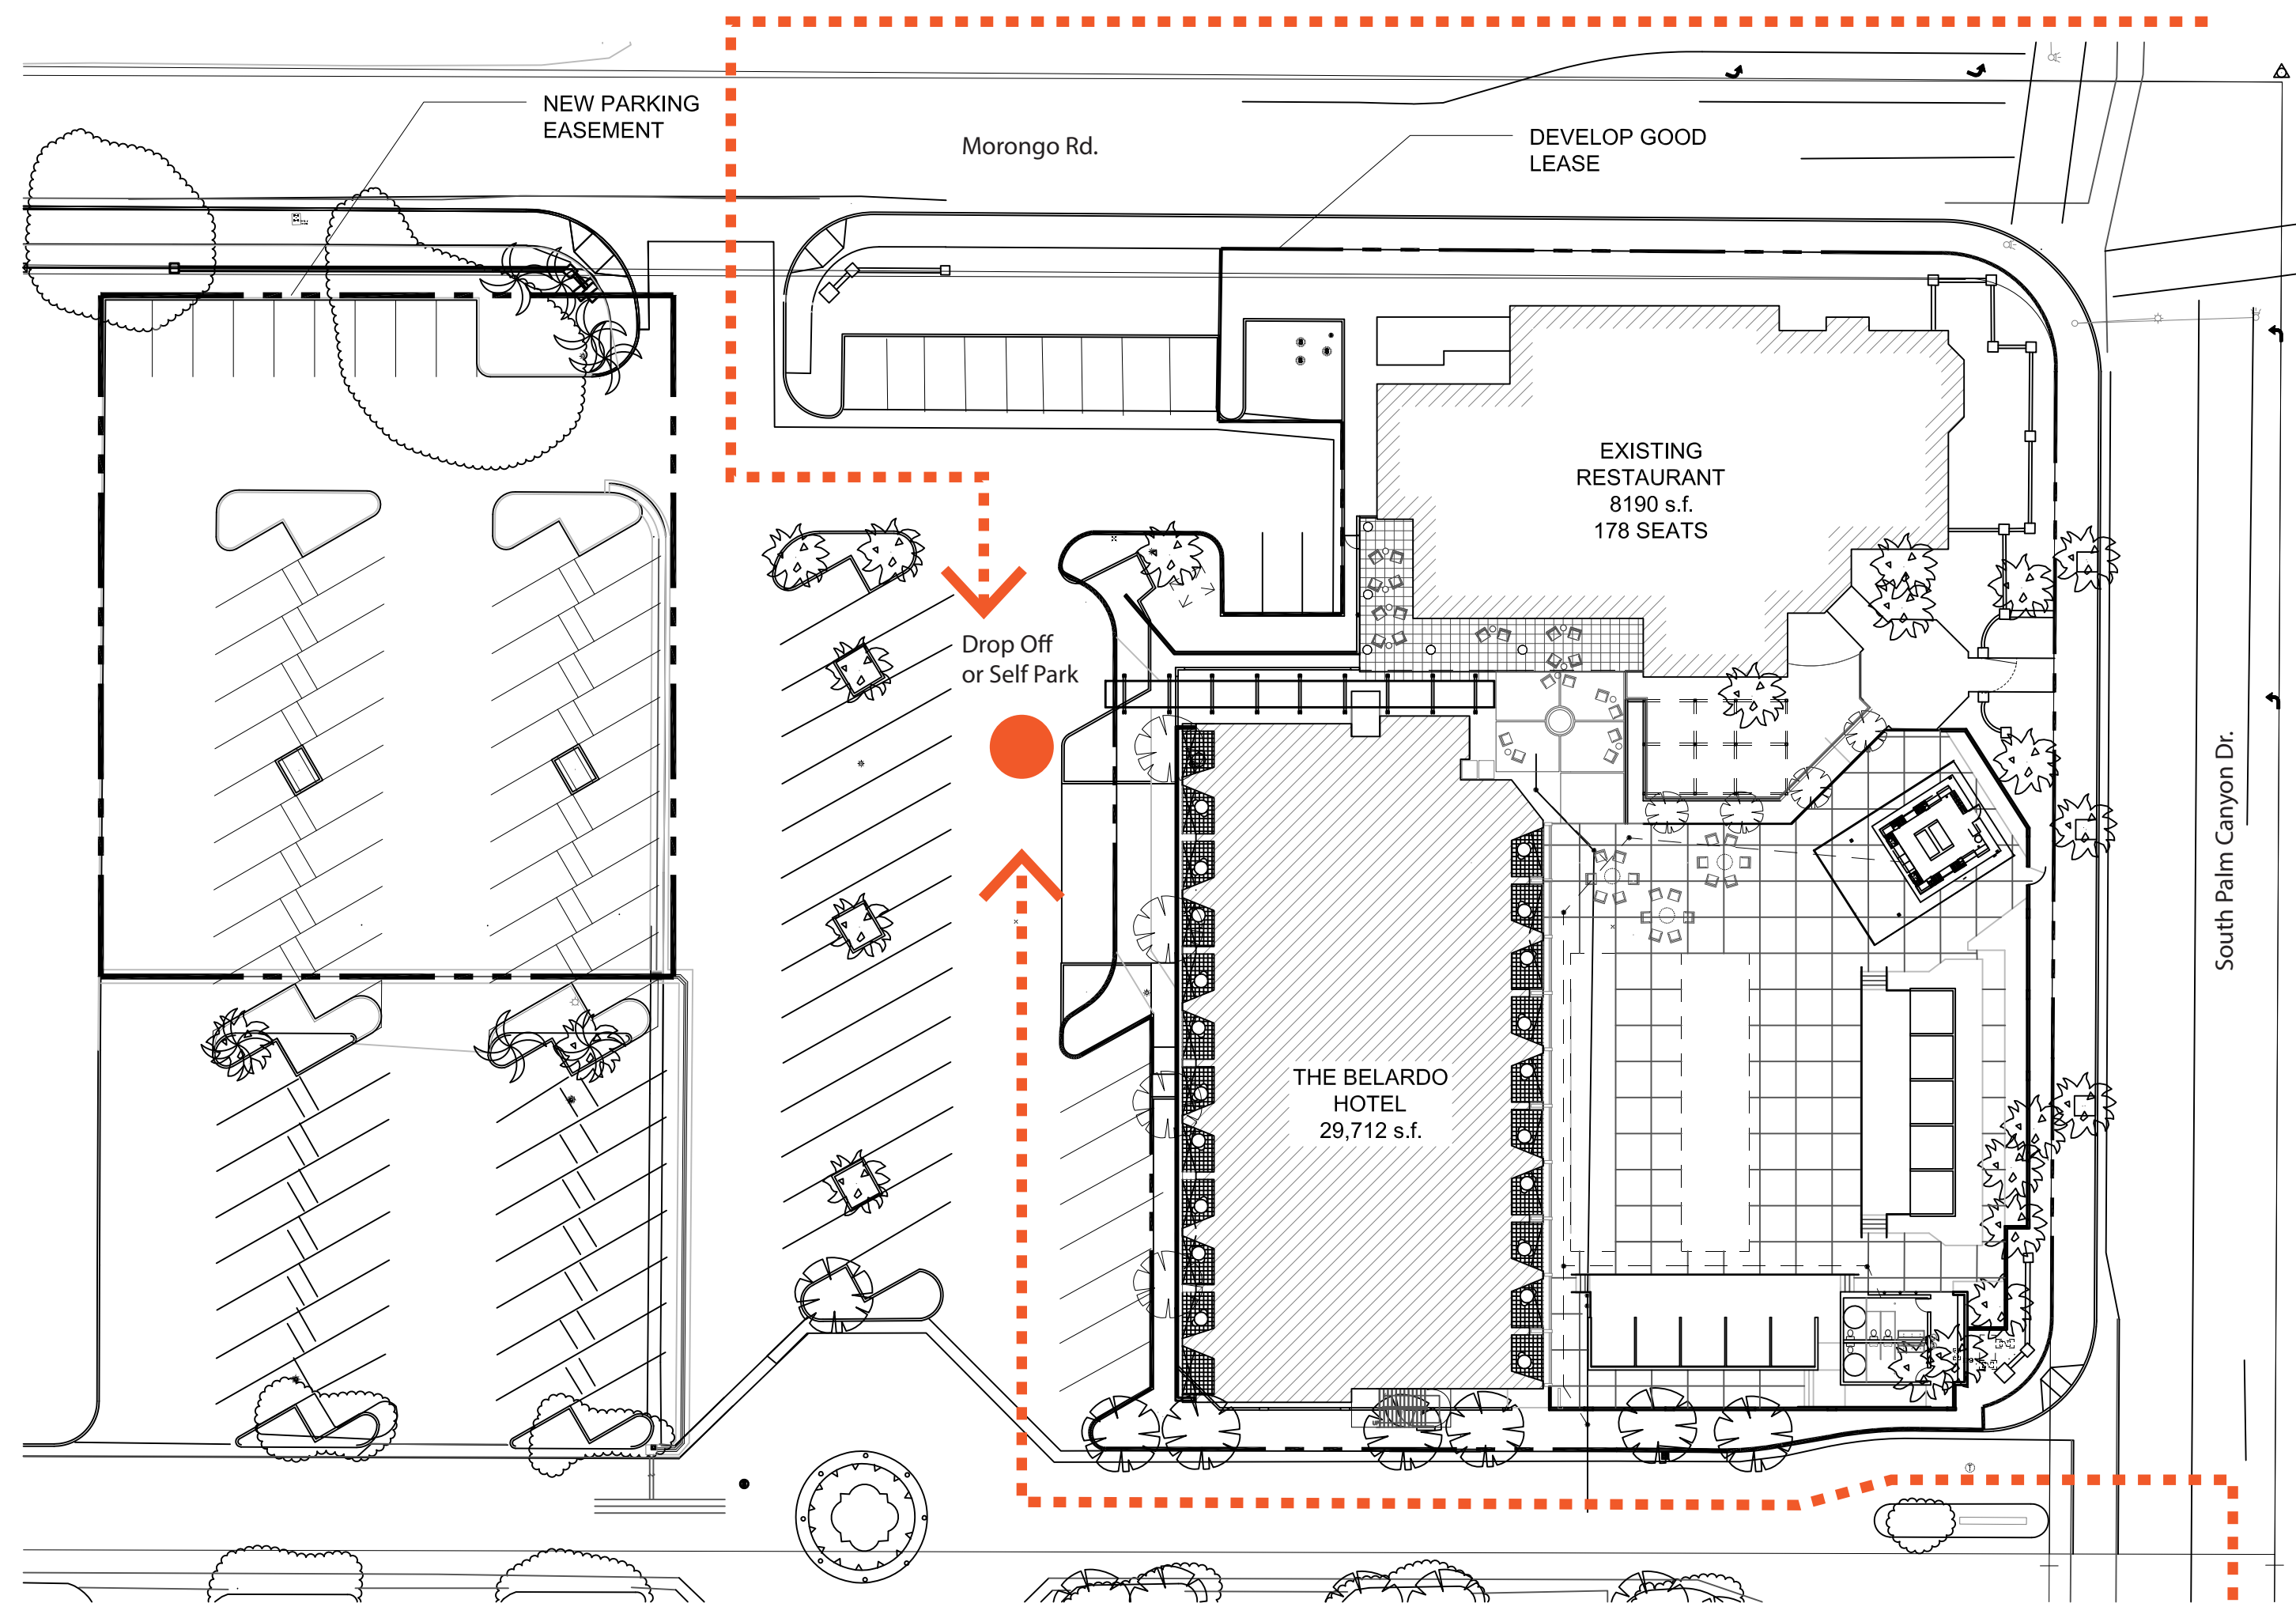 NEW PARKING
EASEMENT
Morongo Rd.
DEVELOP GOOD
LEASE
EXISTING
RESTAURANT
8190 s.f.
178 SEATS
Drop Off
or Self Park
South Palm Canyon Dr.
THE BELARDO
HOTEL
29,712 s.f.